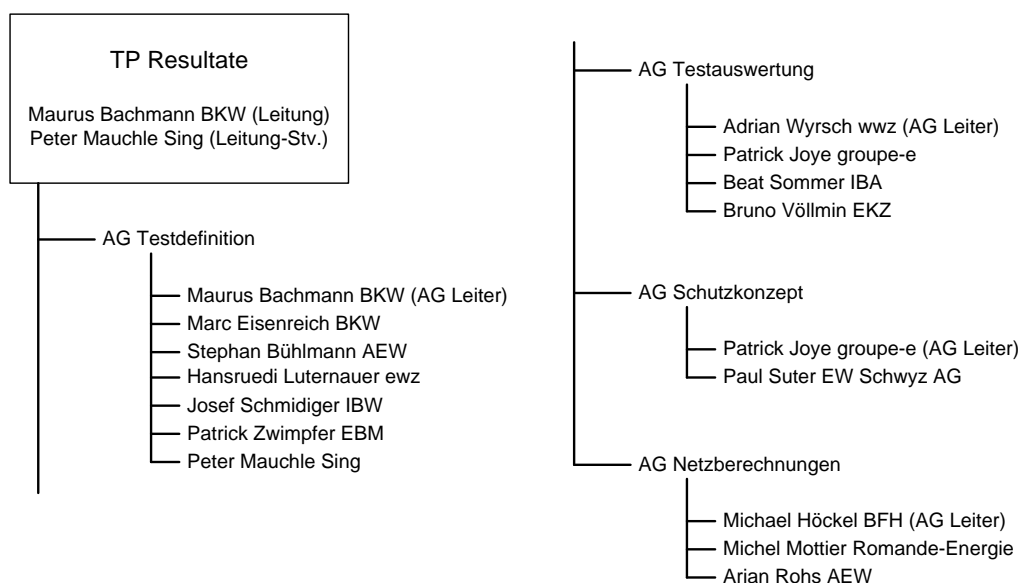 TP Resultate
Maurus Bachmann BKW (Leitung)
Peter Mauchle Sing (Leitung-Stv.)
AG Testdefinition
Maurus Bachmann BKW (AG Leiter)
Marc Eisenreich BKW
Stephan Bühlmann AEW
Hansruedi Luternauer ewz
Josef Schmidiger IBW
Patrick Zwimpfer EBM
Peter Mauchle Sing
AG Testauswertung
Adrian Wyrsch wwz (AG Leiter)
Patrick Joye groupe-e
Beat Sommer IBA
Bruno Völlmin EKZ
AG Schutzkonzept
Patrick Joye groupe-e (AG Leiter)
Paul Suter EW Schwyz AG
AG Netzberechnungen
Michael Höckel BFH (AG Leiter)
Michel Mottier Romande-Energie
Arian Rohs AEW